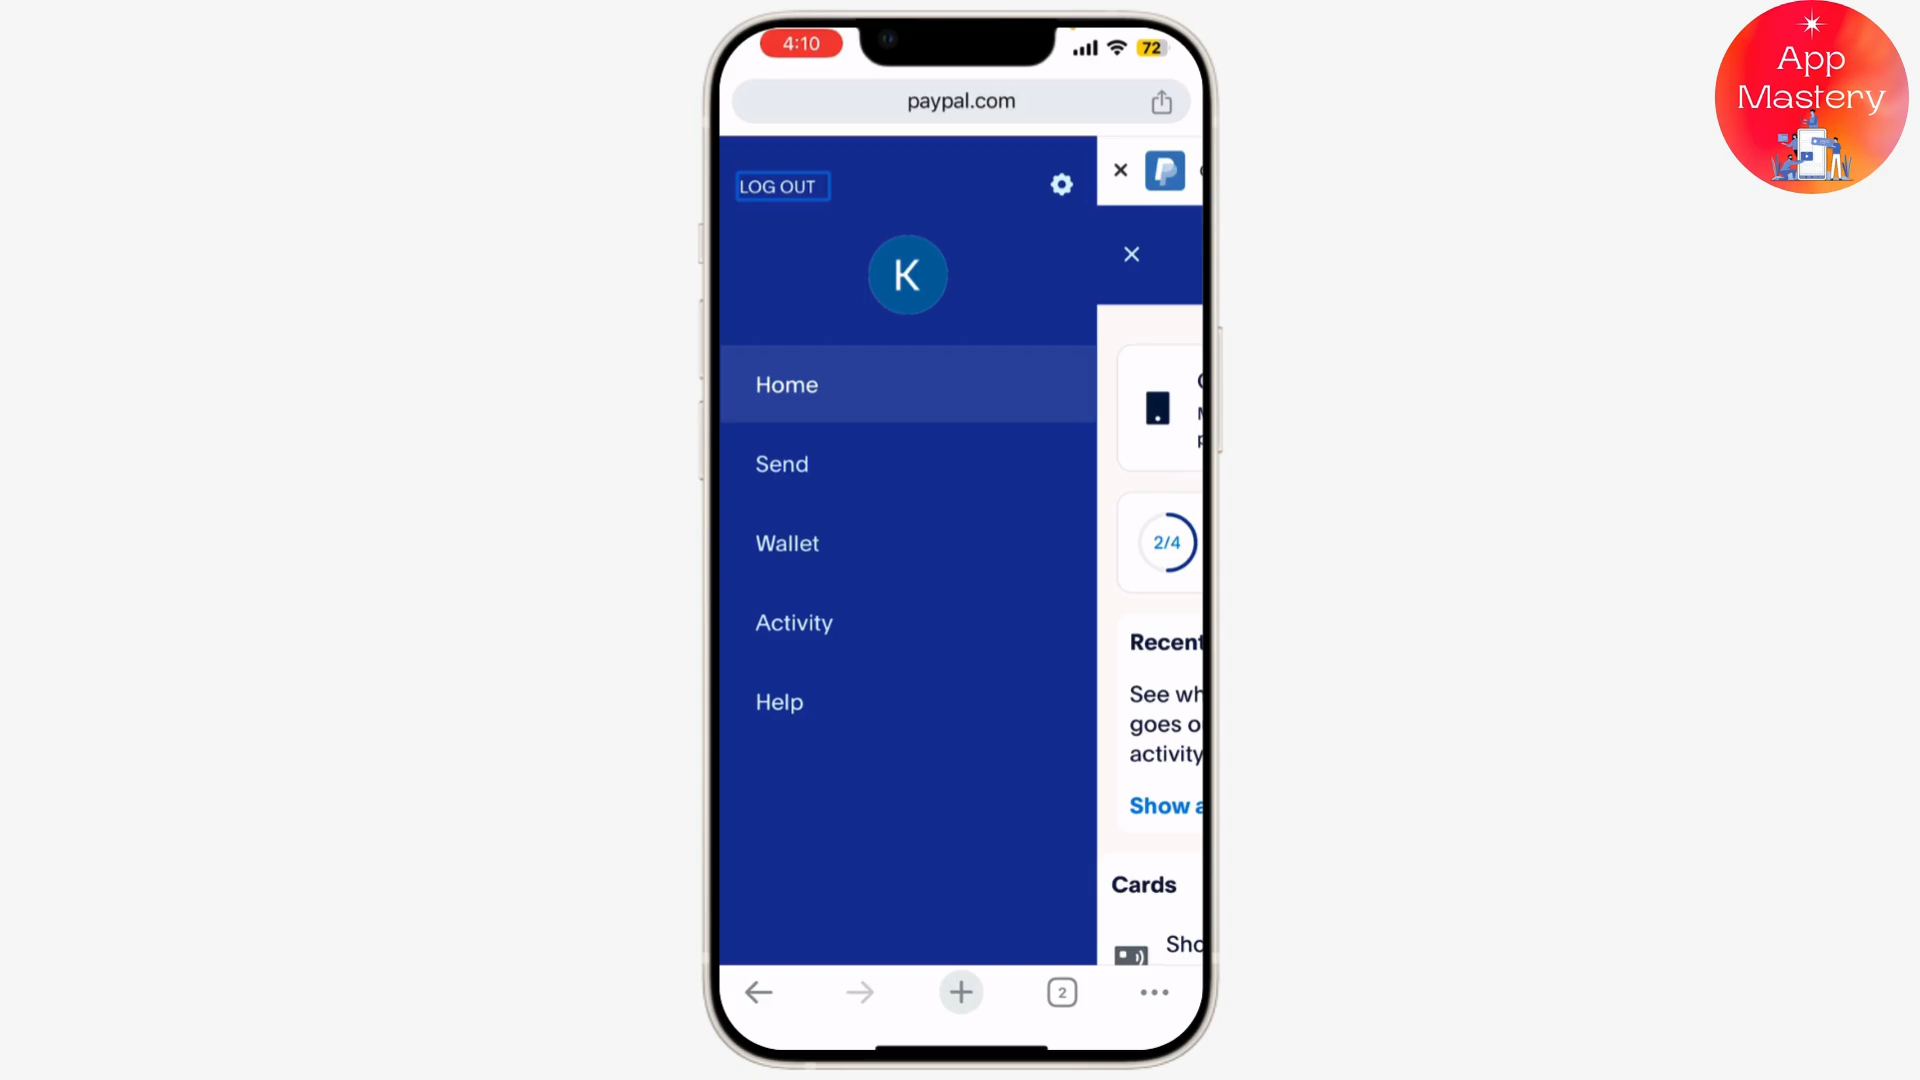 4:10
72
paypal.com
LOG OUT
K
Home
Send
Wallet
Activity
Help
2/4
Recent
See wh
goes o
activity
Show a
Cards
Sho
2
App
Mastery